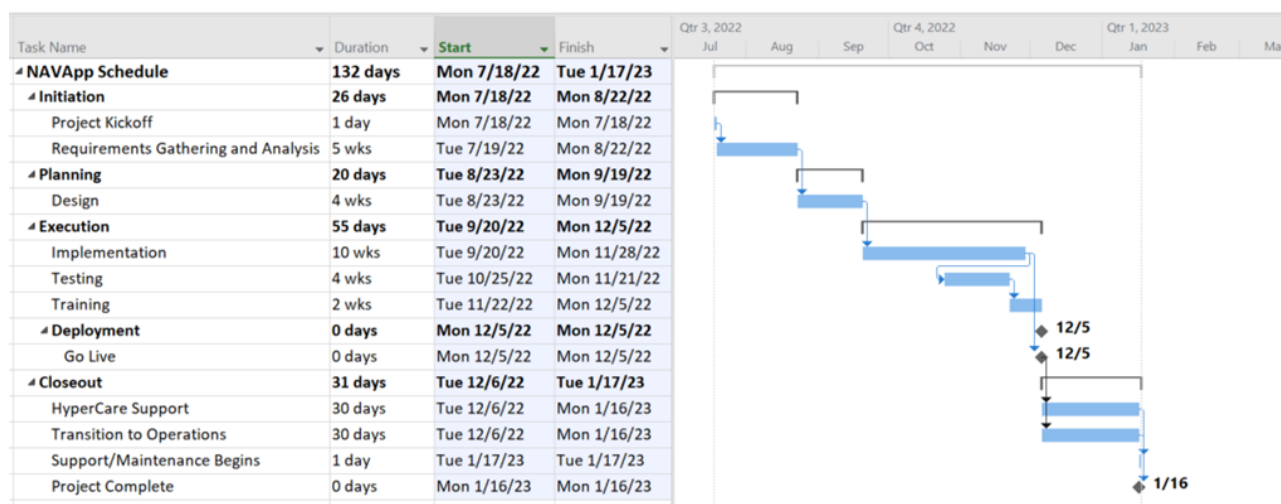 Qtr 3, 2022 Qtr 4, 2022 Qtr 1, 2023
Task Name Duration Start Finish Jul Aug Sep Oct Nov Dec Jan Feb Ma
NAVApp Schedule 132 days Mon 7/18/22 Tue 1/17/23
Initiation 26 days Mon 7/18/22 Mon 8/22/22
Project Kickoff 1 day Mon 7/18/22 Mon 7/18/22
Requirements Gathering and Analysis 5 wks Tue 7/19/22 Mon 8/22/22
Planning 20 days Tue 8/23/22 Mon 9/19/22
Design 4 wks Tue 8/23/22 Mon 9/19/22
Execution 55 days Tue 9/20/22 Mon 12/5/22
Implementation 10 wks Tue 9/20/22 Mon 11/28/22
Testing 4 wks Tue 10/25/22 Mon 11/21/22
Training 2 wks Tue 11/22/22 Mon 12/5/22
Deployment 0 days Mon 12/5/22 Mon 12/5/22 12/5
Go Live 0 days Mon 12/5/22 Mon 12/5/22 12/5
Closeout 31 days Tue 12/6/22 Tue 1/17/23
HyperCare Support 30 days Tue 12/6/22 Mon 1/16/23
Transition to Operations 30 days Tue 12/6/22 Mon 1/16/23
Support/Maintenance Begins 1 day Tue 1/17/23 Tue 1/17/23
Project Complete 0 days Mon 1/16/23 Mon 1/16/23 1/16